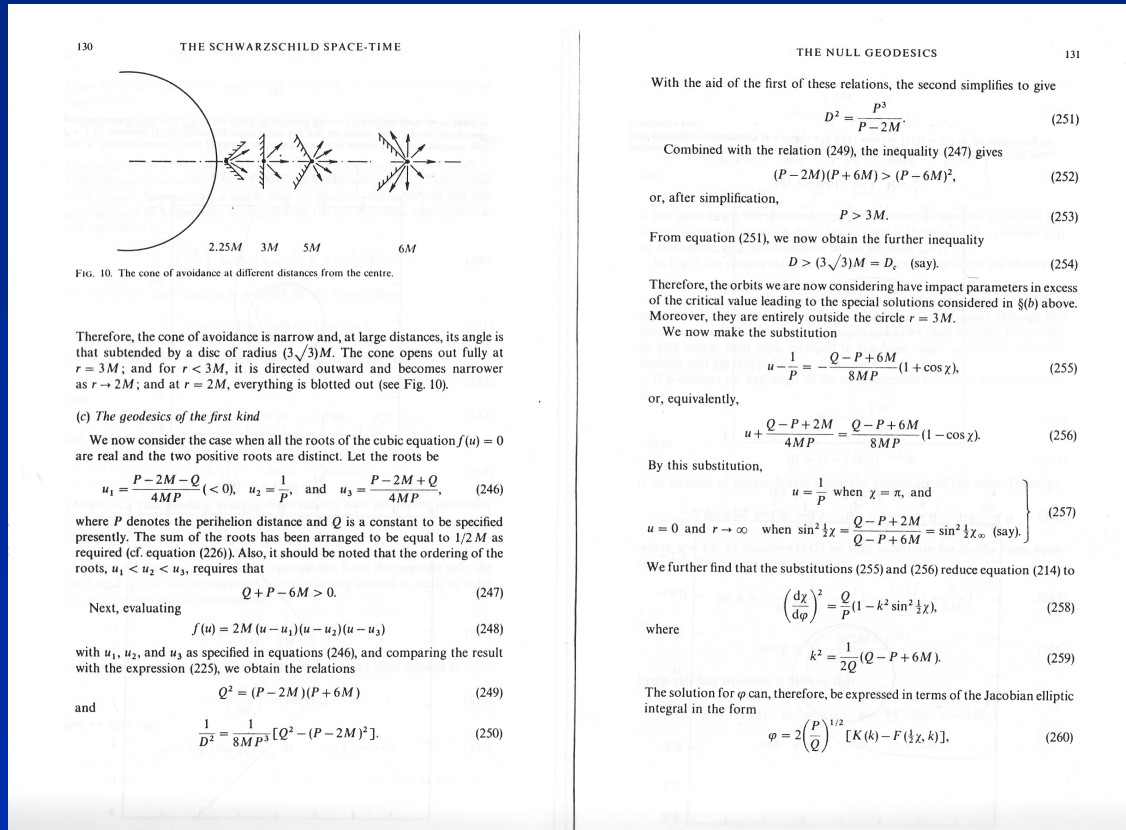 130
THE SCHWARZSCHILD SPACE-TIME
2.25M 3M 5M 6M
FIG. 10. The cone of avoidance at different distances from the centre.
Therefore, the cone of avoidance is narrow and, at large distances, its angle is
that subtended by a disc of radius (3√3)M. The cone opens out fully at
r = 3M; and for r < 3M, it is directed outward and becomes narrower
as r → 2M; and at r = 2M, everything is blotted out (see Fig. 10).
(c) The geodesics of the first kind
We now consider the case when all the roots of the cubic equation f(u) = 0
are real and the two positive roots are distinct. Let the roots be
u₁ = (P − 2M − Q)/(4MP) (< 0), u₂ = 1/P, and u₃ = (P − 2M + Q)/(4MP), (246)
where P denotes the perihelion distance and Q is a constant to be specified
presently. The sum of the roots has been arranged to be equal to 1/2M as
required (cf. equation (226)). Also, it should be noted that the ordering of the
roots, u₁ < u₂ < u₃, requires that
Q + P − 6M > 0. (247)
Next, evaluating
f(u) = 2M (u − u₁)(u − u₂)(u − u₃) (248)
with u₁, u₂, and u₃ as specified in equations (246), and comparing the result
with the expression (225), we obtain the relations
Q² = (P − 2M)(P + 6M) (249)
and
1/D² = 1/(8MP³) [Q² − (P − 2M)²]. (250)
THE NULL GEODESICS
131
With the aid of the first of these relations, the second simplifies to give
D² = P³/(P − 2M). (251)
Combined with the relation (249), the inequality (247) gives
(P − 2M)(P + 6M) > (P − 6M)², (252)
or, after simplification,
P > 3M. (253)
From equation (251), we now obtain the further inequality
D > (3√3)M = D_c (say). (254)
Therefore, the orbits we are now considering have impact parameters in excess
of the critical value leading to the special solutions considered in §(b) above.
Moreover, they are entirely outside the circle r = 3M.
We now make the substitution
u − 1/P = −(Q − P + 6M)/(8MP) (1 + cos χ), (255)
or, equivalently,
u + (Q − P + 2M)/(4MP) = (Q − P + 6M)/(8MP) (1 − cos χ). (256)
By this substitution,
u = 1/P when χ = π, and
u = 0 and r → ∞ when sin² ½χ = (Q − P + 2M)/(Q − P + 6M) = sin² ½χ∞ (say). (257)
We further find that the substitutions (255) and (256) reduce equation (214) to
(dχ/dφ)² = Q/P (1 − k² sin² ½χ), (258)
where
k² = 1/(2Q) (Q − P + 6M). (259)
The solution for φ can, therefore, be expressed in terms of the Jacobian elliptic
integral in the form
φ = 2(P/Q)^1/2 [K(k) − F(½χ, k)], (260)